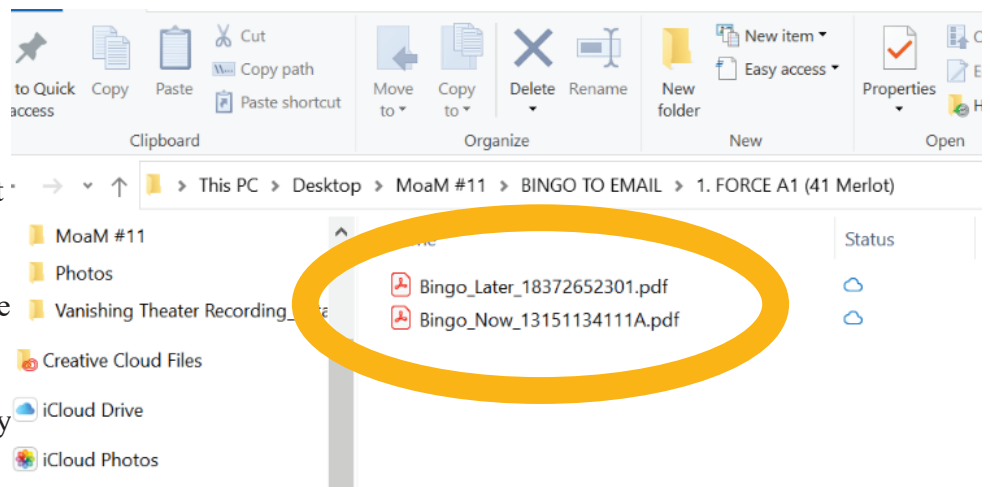 Cut
Copy path
Paste shortcut
to Quick access
Copy
Paste
Clipboard
Move to
Copy to
Delete
Rename
Organize
New folder
New item
Easy access
New
Properties
Open
This PC > Desktop > MoaM #11 > BINGO TO EMAIL > 1. FORCE A1 (41 Merlot)
MoaM #11
Photos
Vanishing Theater Recording_
Creative Cloud Files
iCloud Drive
iCloud Photos
Status
Bingo_Later_18372652301.pdf
Bingo_Now_13151134111A.pdf